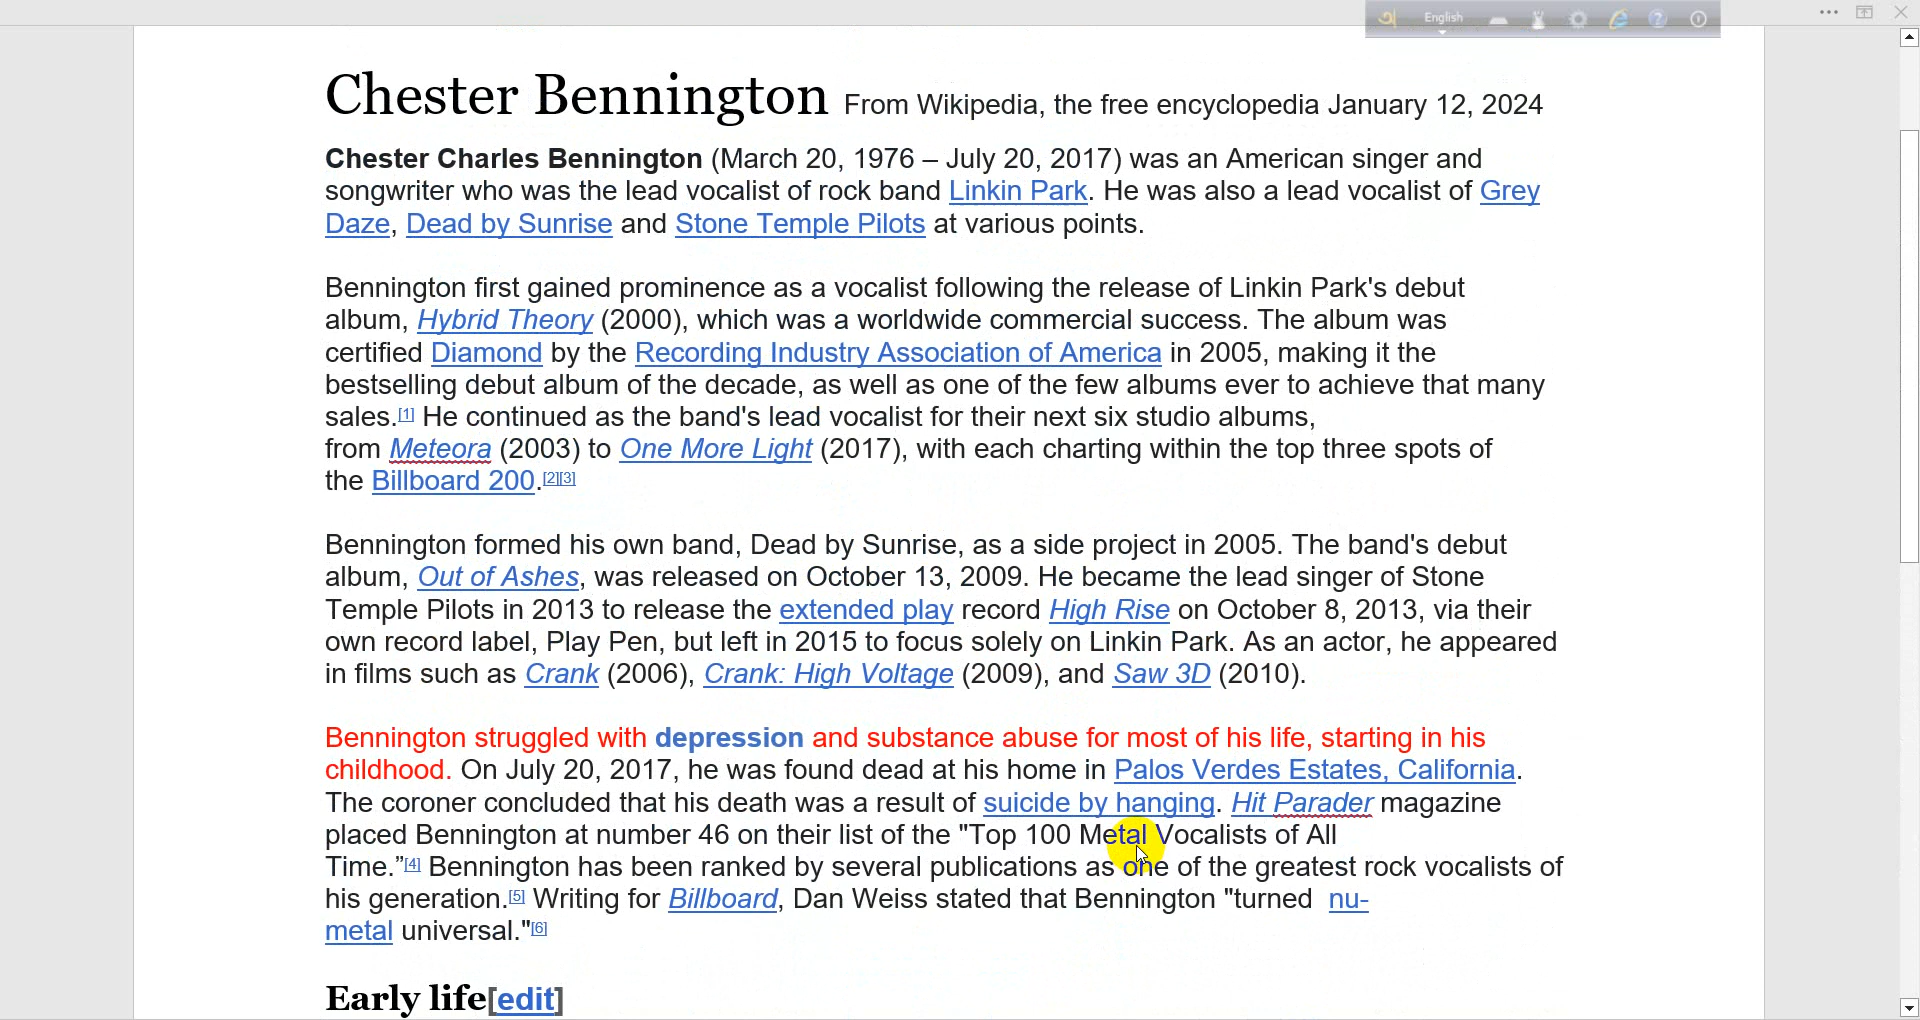 English
Chester Bennington From Wikipedia, the free encyclopedia January 12, 2024
Chester Charles Bennington (March 20, 1976 – July 20, 2017) was an American singer and
songwriter who was the lead vocalist of rock band Linkin Park. He was also a lead vocalist of Grey
Daze, Dead by Sunrise and Stone Temple Pilots at various points.
Bennington first gained prominence as a vocalist following the release of Linkin Park's debut
album, Hybrid Theory (2000), which was a worldwide commercial success. The album was
certified Diamond by the Recording Industry Association of America in 2005, making it the
bestselling debut album of the decade, as well as one of the few albums ever to achieve that many
sales.[1] He continued as the band's lead vocalist for their next six studio albums,
from Meteora (2003) to One More Light (2017), with each charting within the top three spots of
the Billboard 200.[2][3]
Bennington formed his own band, Dead by Sunrise, as a side project in 2005. The band's debut
album, Out of Ashes, was released on October 13, 2009. He became the lead singer of Stone
Temple Pilots in 2013 to release the extended play record High Rise on October 8, 2013, via their
own record label, Play Pen, but left in 2015 to focus solely on Linkin Park. As an actor, he appeared
in films such as Crank (2006), Crank: High Voltage (2009), and Saw 3D (2010).
Bennington struggled with depression and substance abuse for most of his life, starting in his
childhood. On July 20, 2017, he was found dead at his home in Palos Verdes Estates, California.
The coroner concluded that his death was a result of suicide by hanging. Hit Parader magazine
placed Bennington at number 46 on their list of the "Top 100 Metal Vocalists of All
Time.”[4] Bennington has been ranked by several publications as one of the greatest rock vocalists of
his generation.[5] Writing for Billboard, Dan Weiss stated that Bennington "turned nu-
metal universal."[6]
Early life[edit]